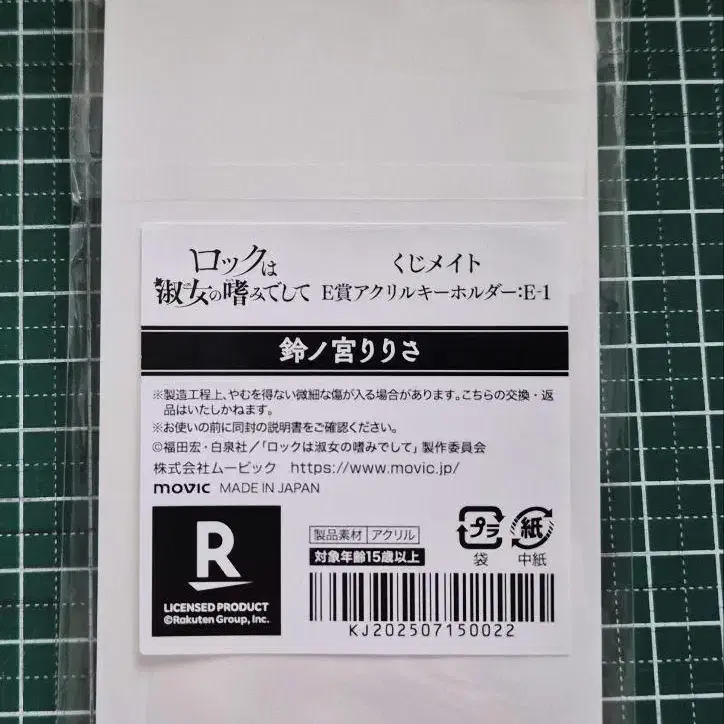 ロックは
淑女の嗜みでして
くじメイト
E賞アクリルキーホルダー:E-1
鈴ノ宮りりさ
※製造工程上、やむを得ない微細な傷が入る場合があります。こちらの交換・返
品はいたしかねます。
※お使いの前に同封の説明書をご確認ください。
©福田宏・白泉社／「ロックは淑女の嗜みでして」製作委員会
株式会社ムービック https://www.movic.jp/
movic MADE IN JAPAN
R
LICENSED PRODUCT
©Rakuten Group, Inc.
製品素材 アクリル
対象年齢15歳以上
プラ
袋
紙
中紙
KJ202507150022